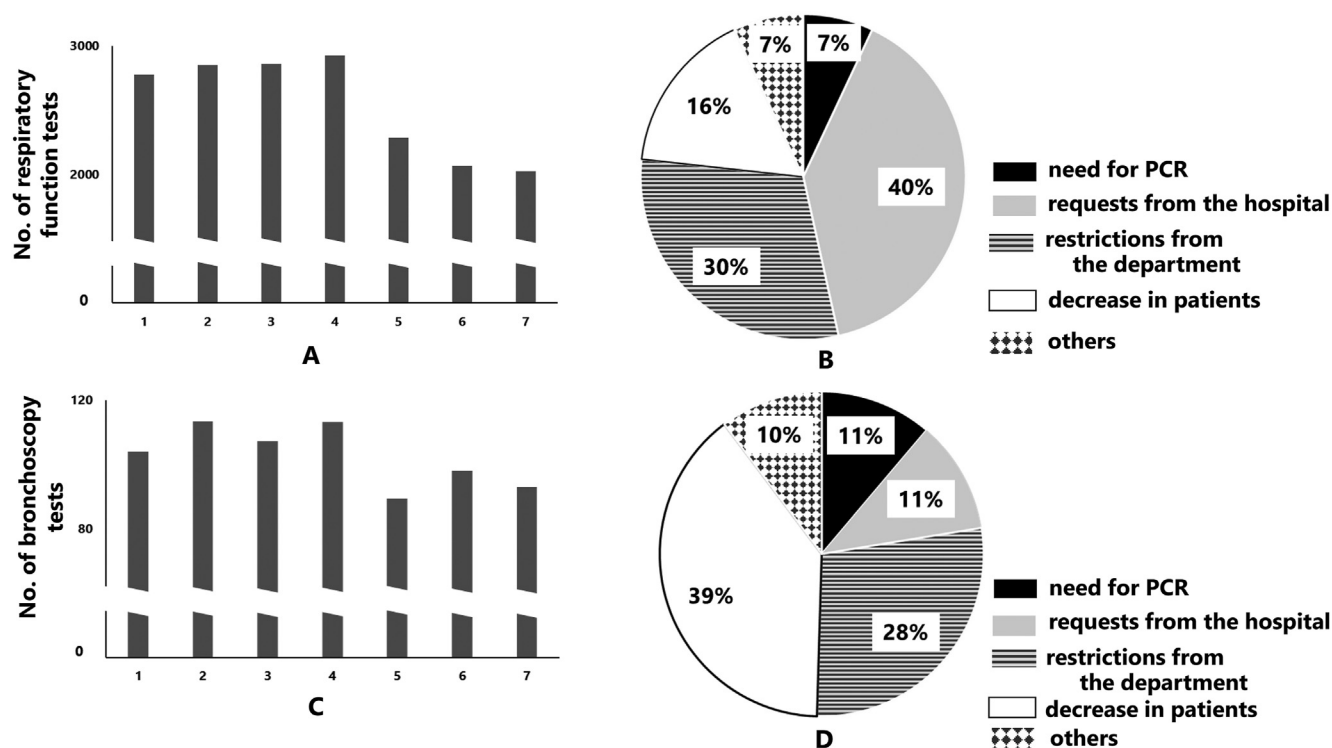 No. of respiratory
function tests
3000
2000
0
1 2 3 4 5 6 7
A
7%
7%
16%
40%
30%
B
need for PCR
requests from the hospital
restrictions from
the department
decrease in patients
others
No. of bronchoscopy
tests
120
80
0
1 2 3 4 5 6 7
C
10%
11%
11%
39%
28%
D
need for PCR
requests from the hospital
restrictions from
the department
decrease in patients
others